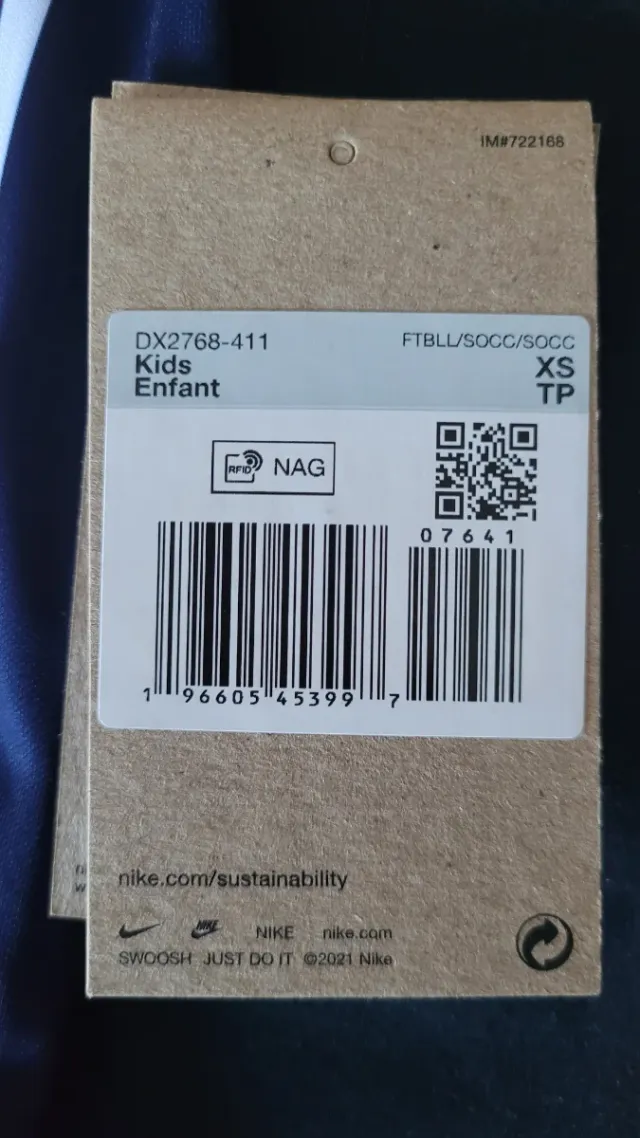 IM#722168
DX2768-411
FTBLL/SOCC/SOCC
Kids
XS
Enfant
TP
RFID NAG
07641
1 96605 45399 7
nike.com/sustainability
NIKE NIKE nike.com
SWOOSH JUST DO IT ©2021 Nike